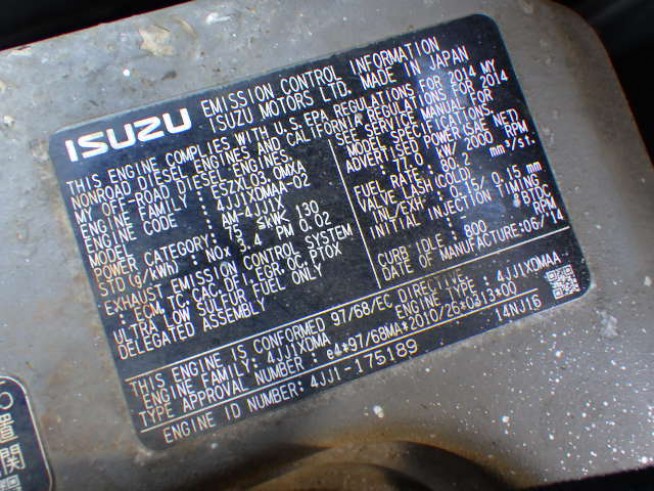 ISUZU
EMISSION CONTROL INFORMATION
ISUZU MOTORS LTD. MADE IN JAPAN
THIS ENGINE COMPLIES WITH U.S.EPA REGULATIONS FOR 2014 MY
NONROAD DIESEL ENGINES AND CALIFORNIA REGULATIONS FOR 2014
MY OFF-ROAD DIESEL ENGINES.
ENGINE FAMILY : ESZXL03.0MXA
ENGINE CODE : 4JJ1XDMAA-02
MODEL : AM-4JJ1X
POWER CATEGORY: 75 ≤kW< 130
STD (g/kWh) : NOx 3.4 PM 0.02
EXHAUST EMISSION CONTROL SYSTEM
: ECM,TC,CAC,DFI,EGR,OC,PTOX
ULTRA LOW SULFUR FUEL ONLY
DELEGATED ASSEMBLY
SEE SERVICE MANUAL FOR
MODEL SPECIFICATIONS
ADVERTISED POWER(SAE NET)
: 77.0 kW/ 2000 RPM
FUEL RATE : 80.2 mm³/st.
VALVE LASH(COLD)
IN/EXH : 0.15/ 0.15 mm
INITIAL INJECTION TIMING
: - °BTDC
CURB IDLE : 800 RPM
DATE OF MANUFACTURE:06/'14
THIS ENGINE IS CONFORMED 97/68/EC DIRECTIVE
ENGINE FAMILY : 4JJ1XDMA ENGINE TYPE : 4JJ1XDMAA
TYPE APPROVAL NUMBER : e4*97/68MA*2010/26*0313*00
ENGINE ID NUMBER: 4JJ1-175189 14NJ16
置関